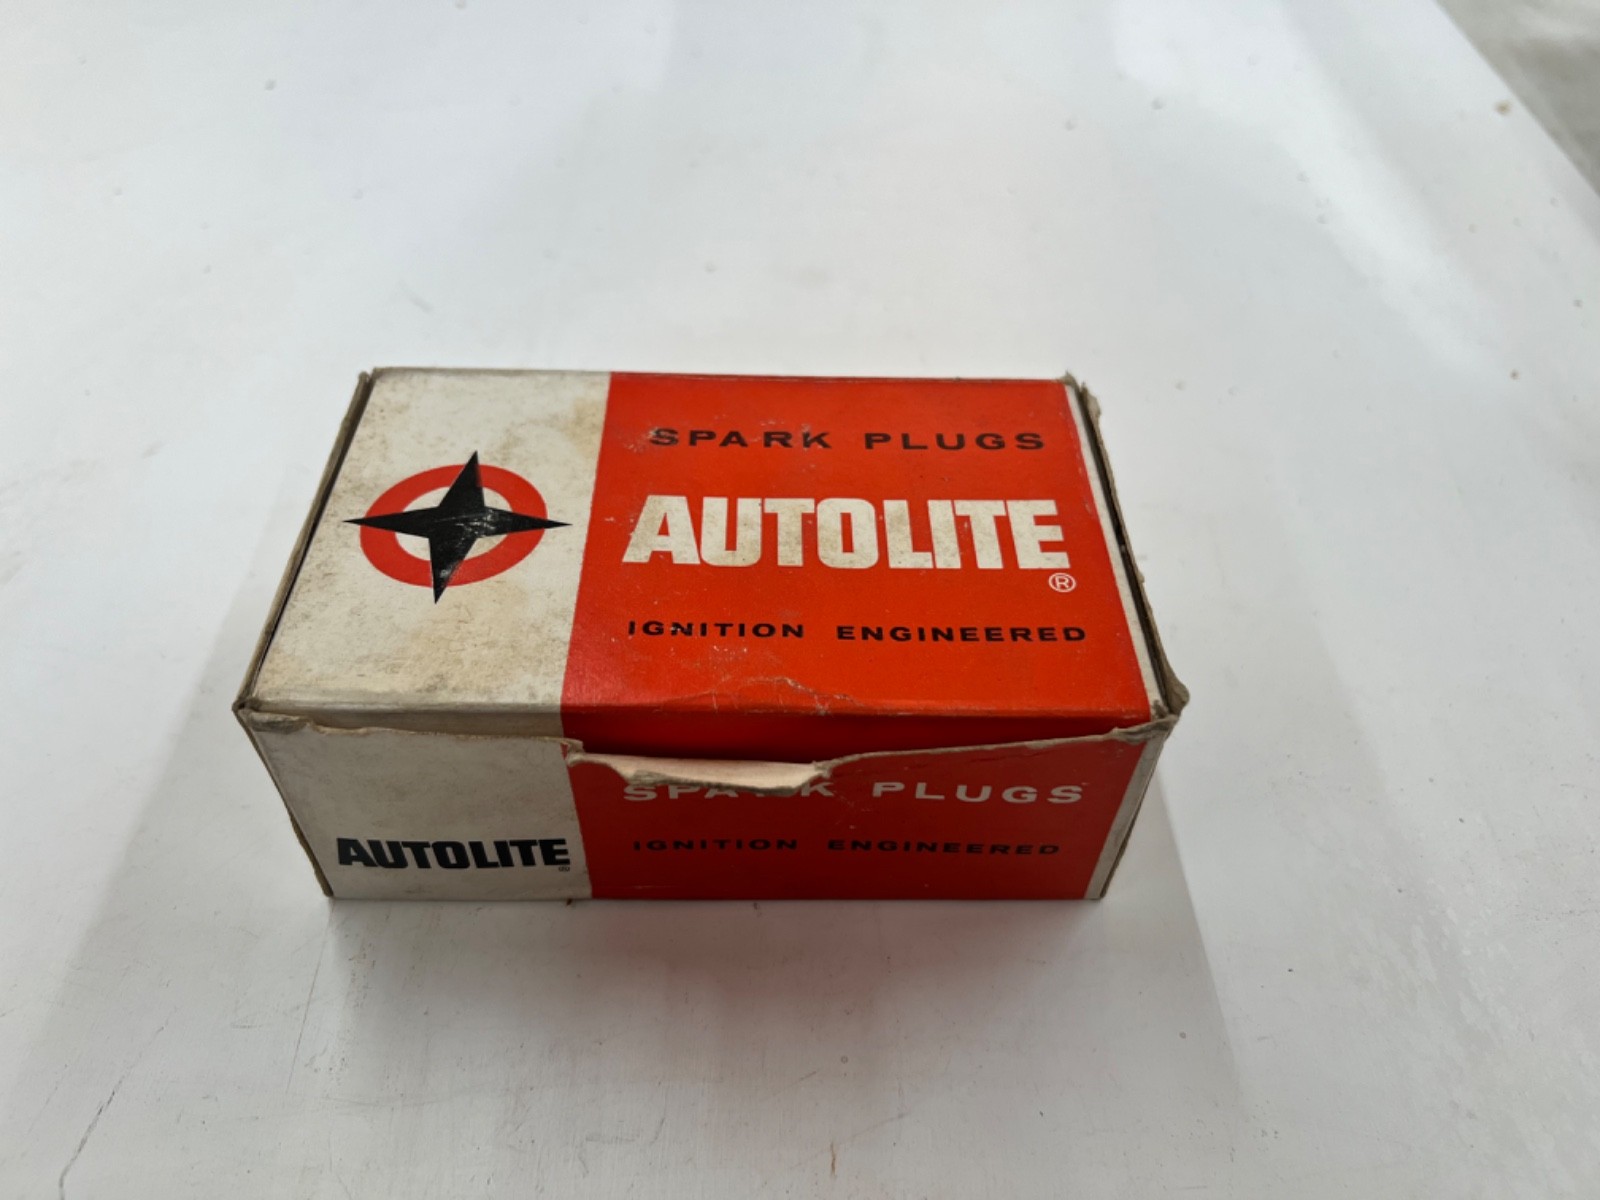 SPARK PLUGS
AUTOLITE
®
IGNITION ENGINEERED
SPARK PLUGS
AUTOLITE
®
IGNITION ENGINEERED